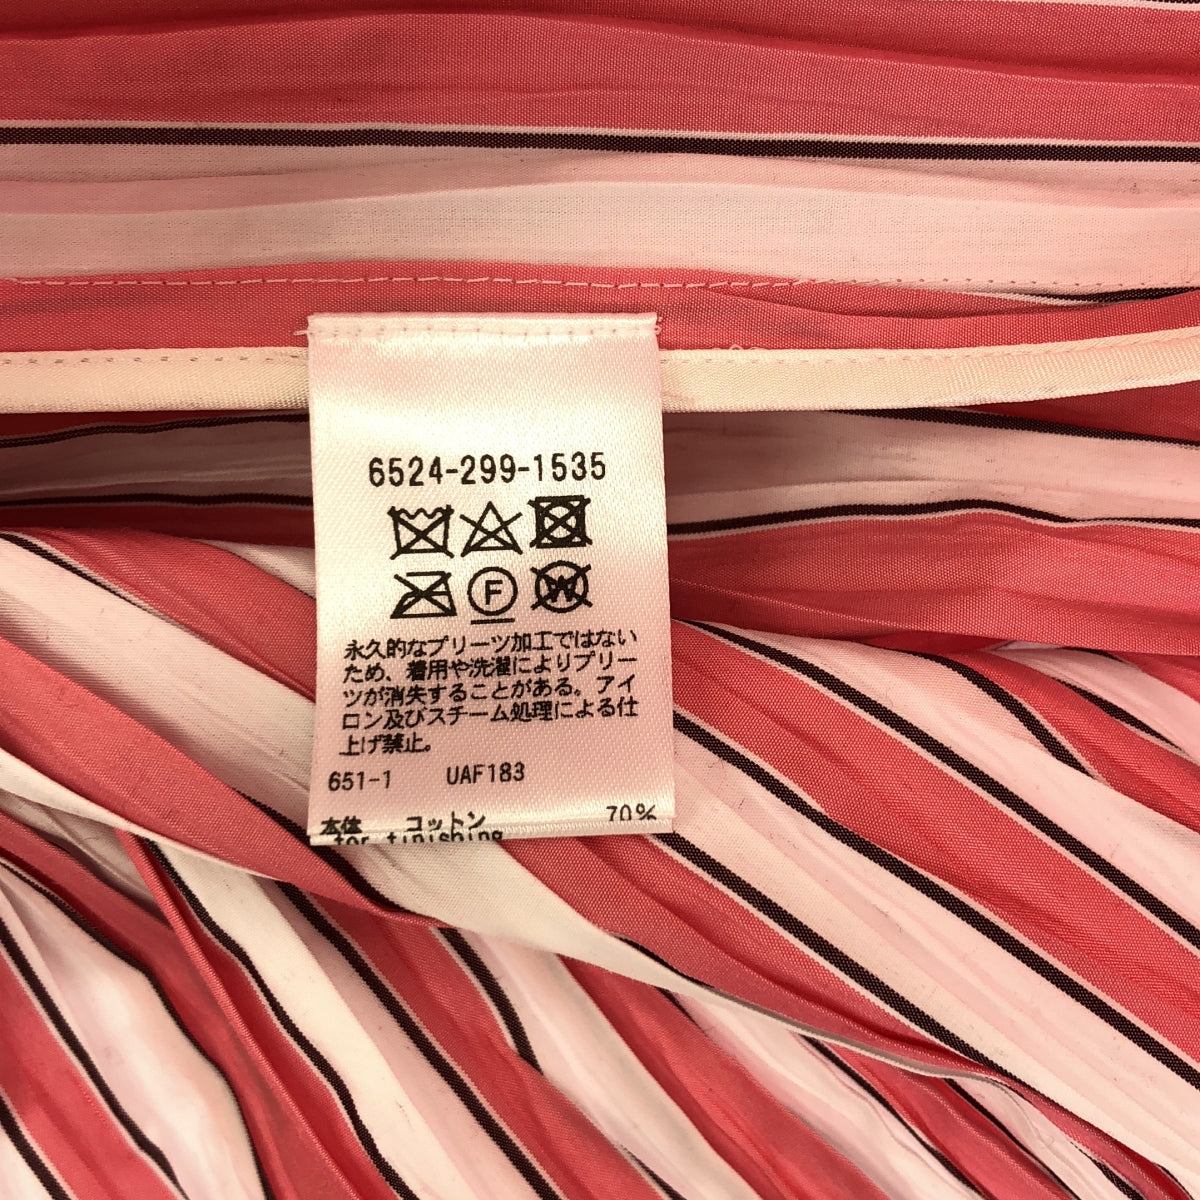 6524-299-1535
F
W
永久的なプリーツ加工ではない
ため、着用や洗濯によりプリー
ツが消失することがある。アイ
ロン及びスチーム処理による仕
上げ禁止。
651-1 UAF183
本体 コットン 70%
for finishing